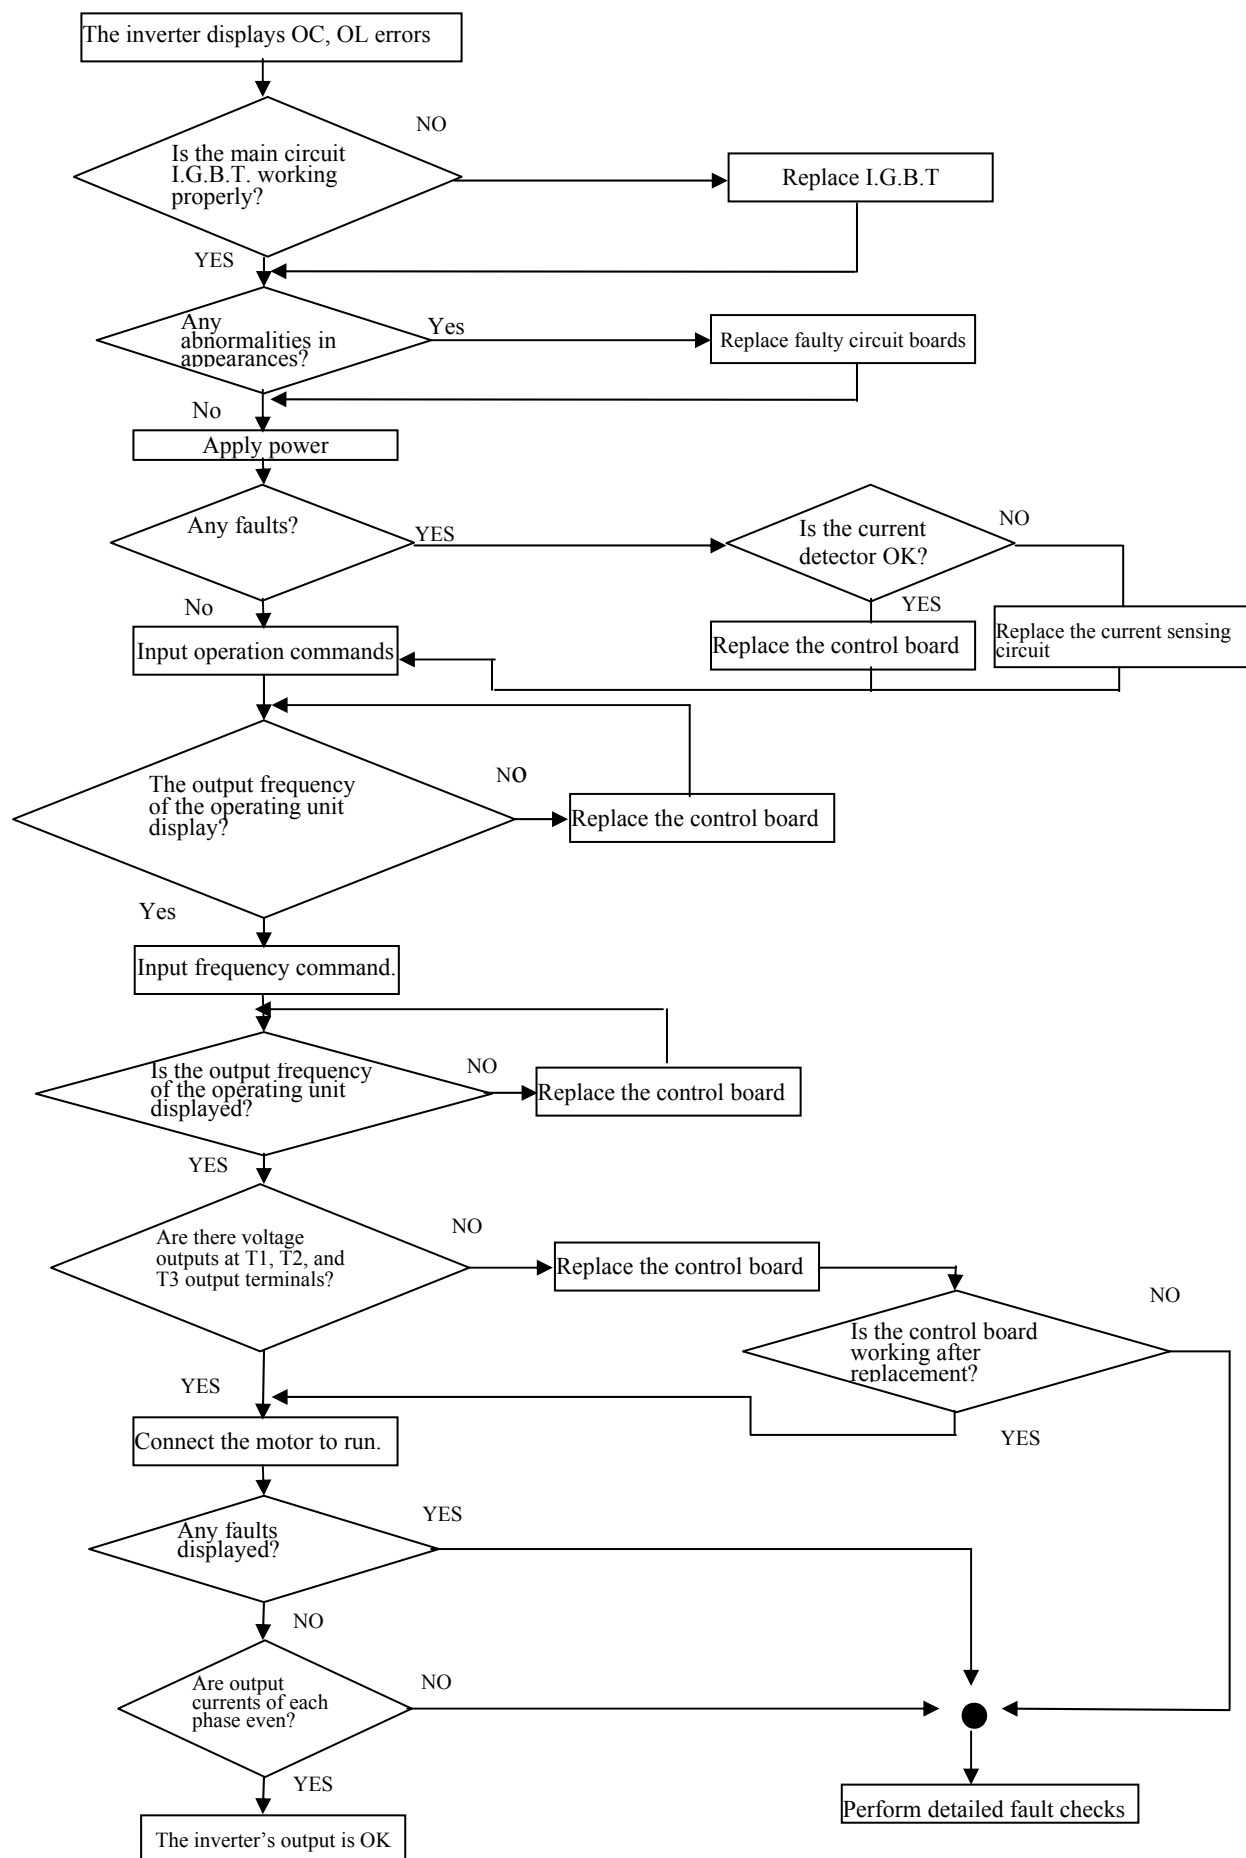 The inverter displays OC, OL errors
NO
Is the main circuit
I.G.B.T. working
properly?
Replace I.G.B.T
YES
Any
abnormalities in
appearances?
Yes
Replace faulty circuit boards
No
Apply power
Any faults?
YES
Is the current
detector OK?
NO
No
YES
Input operation commands
Replace the control board
Replace the current sensing
circuit
The output frequency
of the operating unit
display?
NO
Replace the control board
Yes
Input frequency command.
Is the output frequency
of the operating unit
displayed?
NO
Replace the control board
YES
Are there voltage
outputs at T1, T2, and
T3 output terminals?
NO
Replace the control board
NO
Is the control board
working after
replacement?
YES
YES
Connect the motor to run.
Any faults
displayed?
YES
NO
Are output
currents of each
phase even?
NO
YES
Perform detailed fault checks
The inverter's output is OK